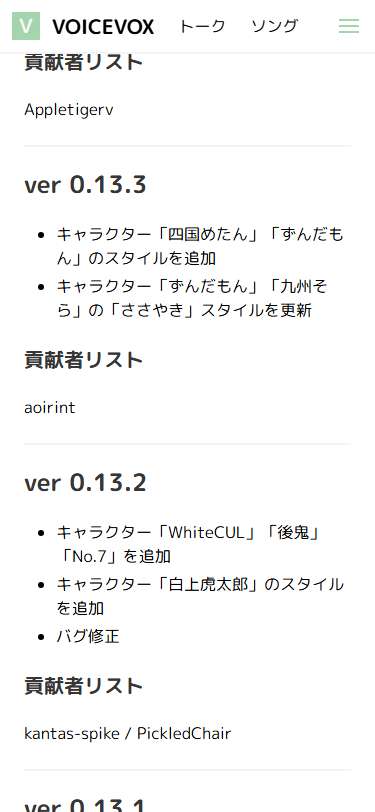 V VOICEVOX トーク ソング
貢献者リスト
Appletigerv
ver 0.13.3
キャラクター「四国めたん」「ずんだも
ん」のスタイルを追加
キャラクター「ずんだもん」「九州そ
ら」の「ささやき」スタイルを更新
貢献者リスト
aoirint
ver 0.13.2
キャラクター「WhiteCUL」「後鬼」
「No.7」を追加
キャラクター「白上虎太郎」のスタイル
を追加
バグ修正
貢献者リスト
kantas-spike / PickledChair
ver 0.13.1